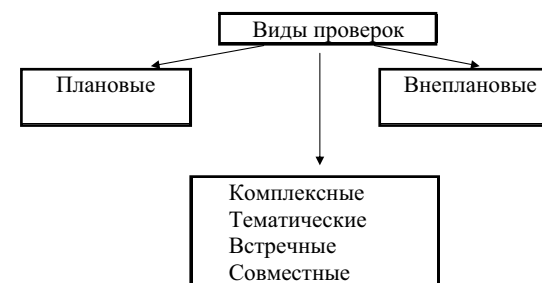 Виды проверок
Плановые
Внеплановые
Комплексные
Тематические
Встречные
Совместные